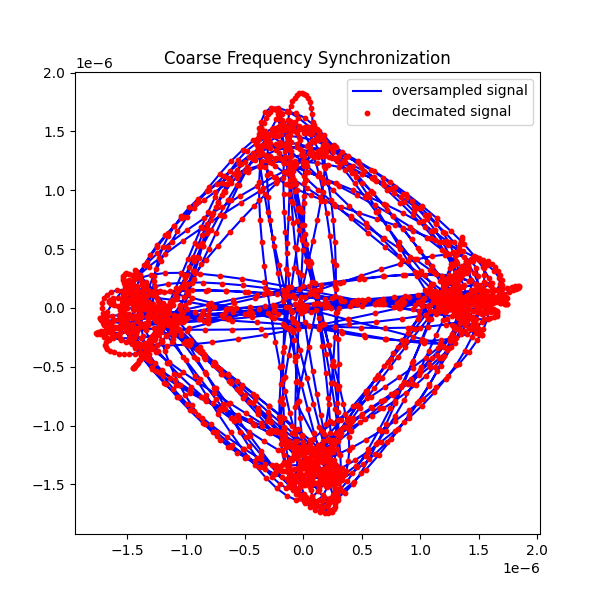 Coarse Frequency Synchronization
1e−6
2.0
1.5
1.0
0.5
0.0
−0.5
−1.0
−1.5
oversampled signal
decimated signal
−1.5 −1.0 −0.5 0.0 0.5 1.0 1.5 2.0
1e−6